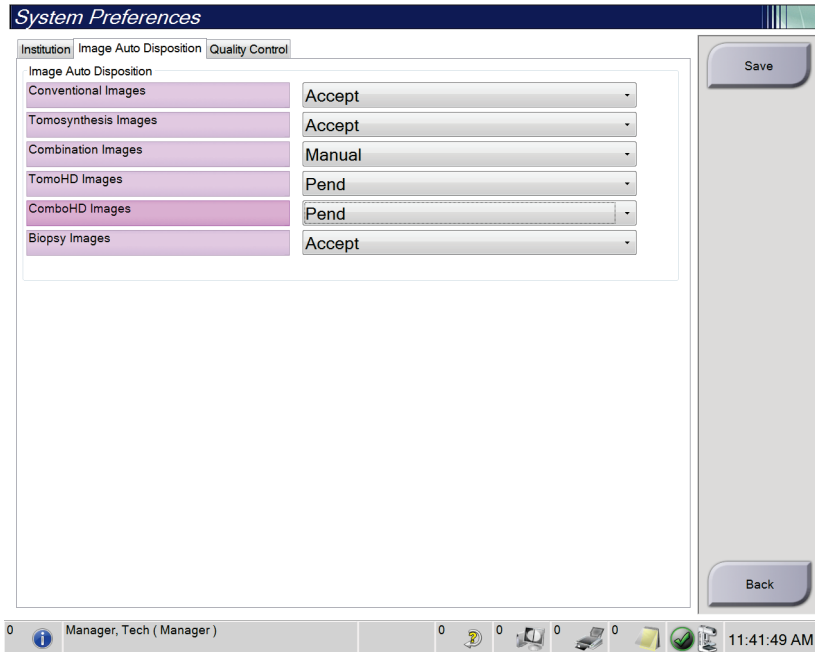 System Preferences
Institution Image Auto Disposition Quality Control
Save
Image Auto Disposition
Conventional Images Accept
Tomosynthesis Images Accept
Combination Images Manual
TomoHD Images Pend
ComboHD Images Pend
Biopsy Images Accept
Back
0 Manager, Tech ( Manager ) 0 0 0 0 11:41:49 AM